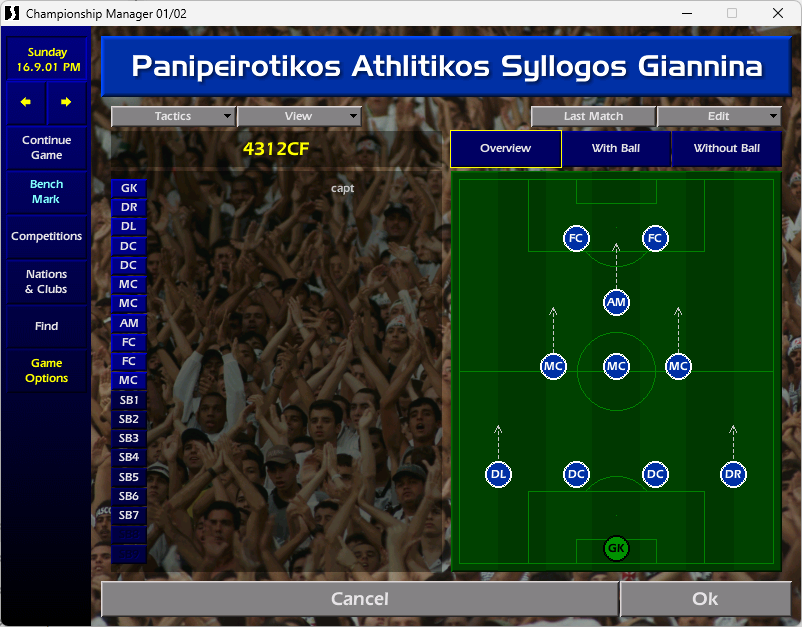 Championship Manager 01/02
Sunday
16.9.01 PM
Continue
Game
Bench
Mark
Competitions
Nations
& Clubs
Find
Game
Options
Panipeirotikos Athlitikos Syllogos Giannina
Tactics
View
Last Match
Edit
4312CF
GK
capt
DR
DL
DC
DC
MC
MC
AM
FC
FC
MC
SB1
SB2
SB3
SB4
SB5
SB6
SB7
Overview
With Ball
Without Ball
FC FC
AM
MC MC MC
DL DC DC DR
GK
Cancel
Ok